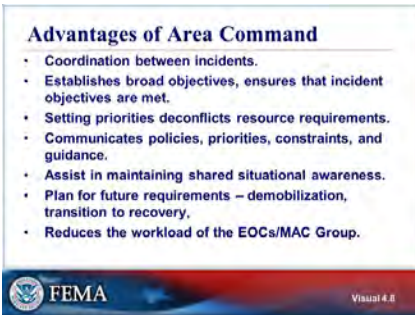 Advantages of Area Command
• Coordination between incidents.
• Establishes broad objectives, ensures that incident
objectives are met.
• Setting priorities deconflicts resource requirements.
• Communicates policies, priorities, constraints, and
guidance.
• Assist in maintaining shared situational awareness.
• Plan for future requirements – demobilization,
transition to recovery,
• Reduces the workload of the EOCs/MAC Group.
FEMA
Visual 4.8